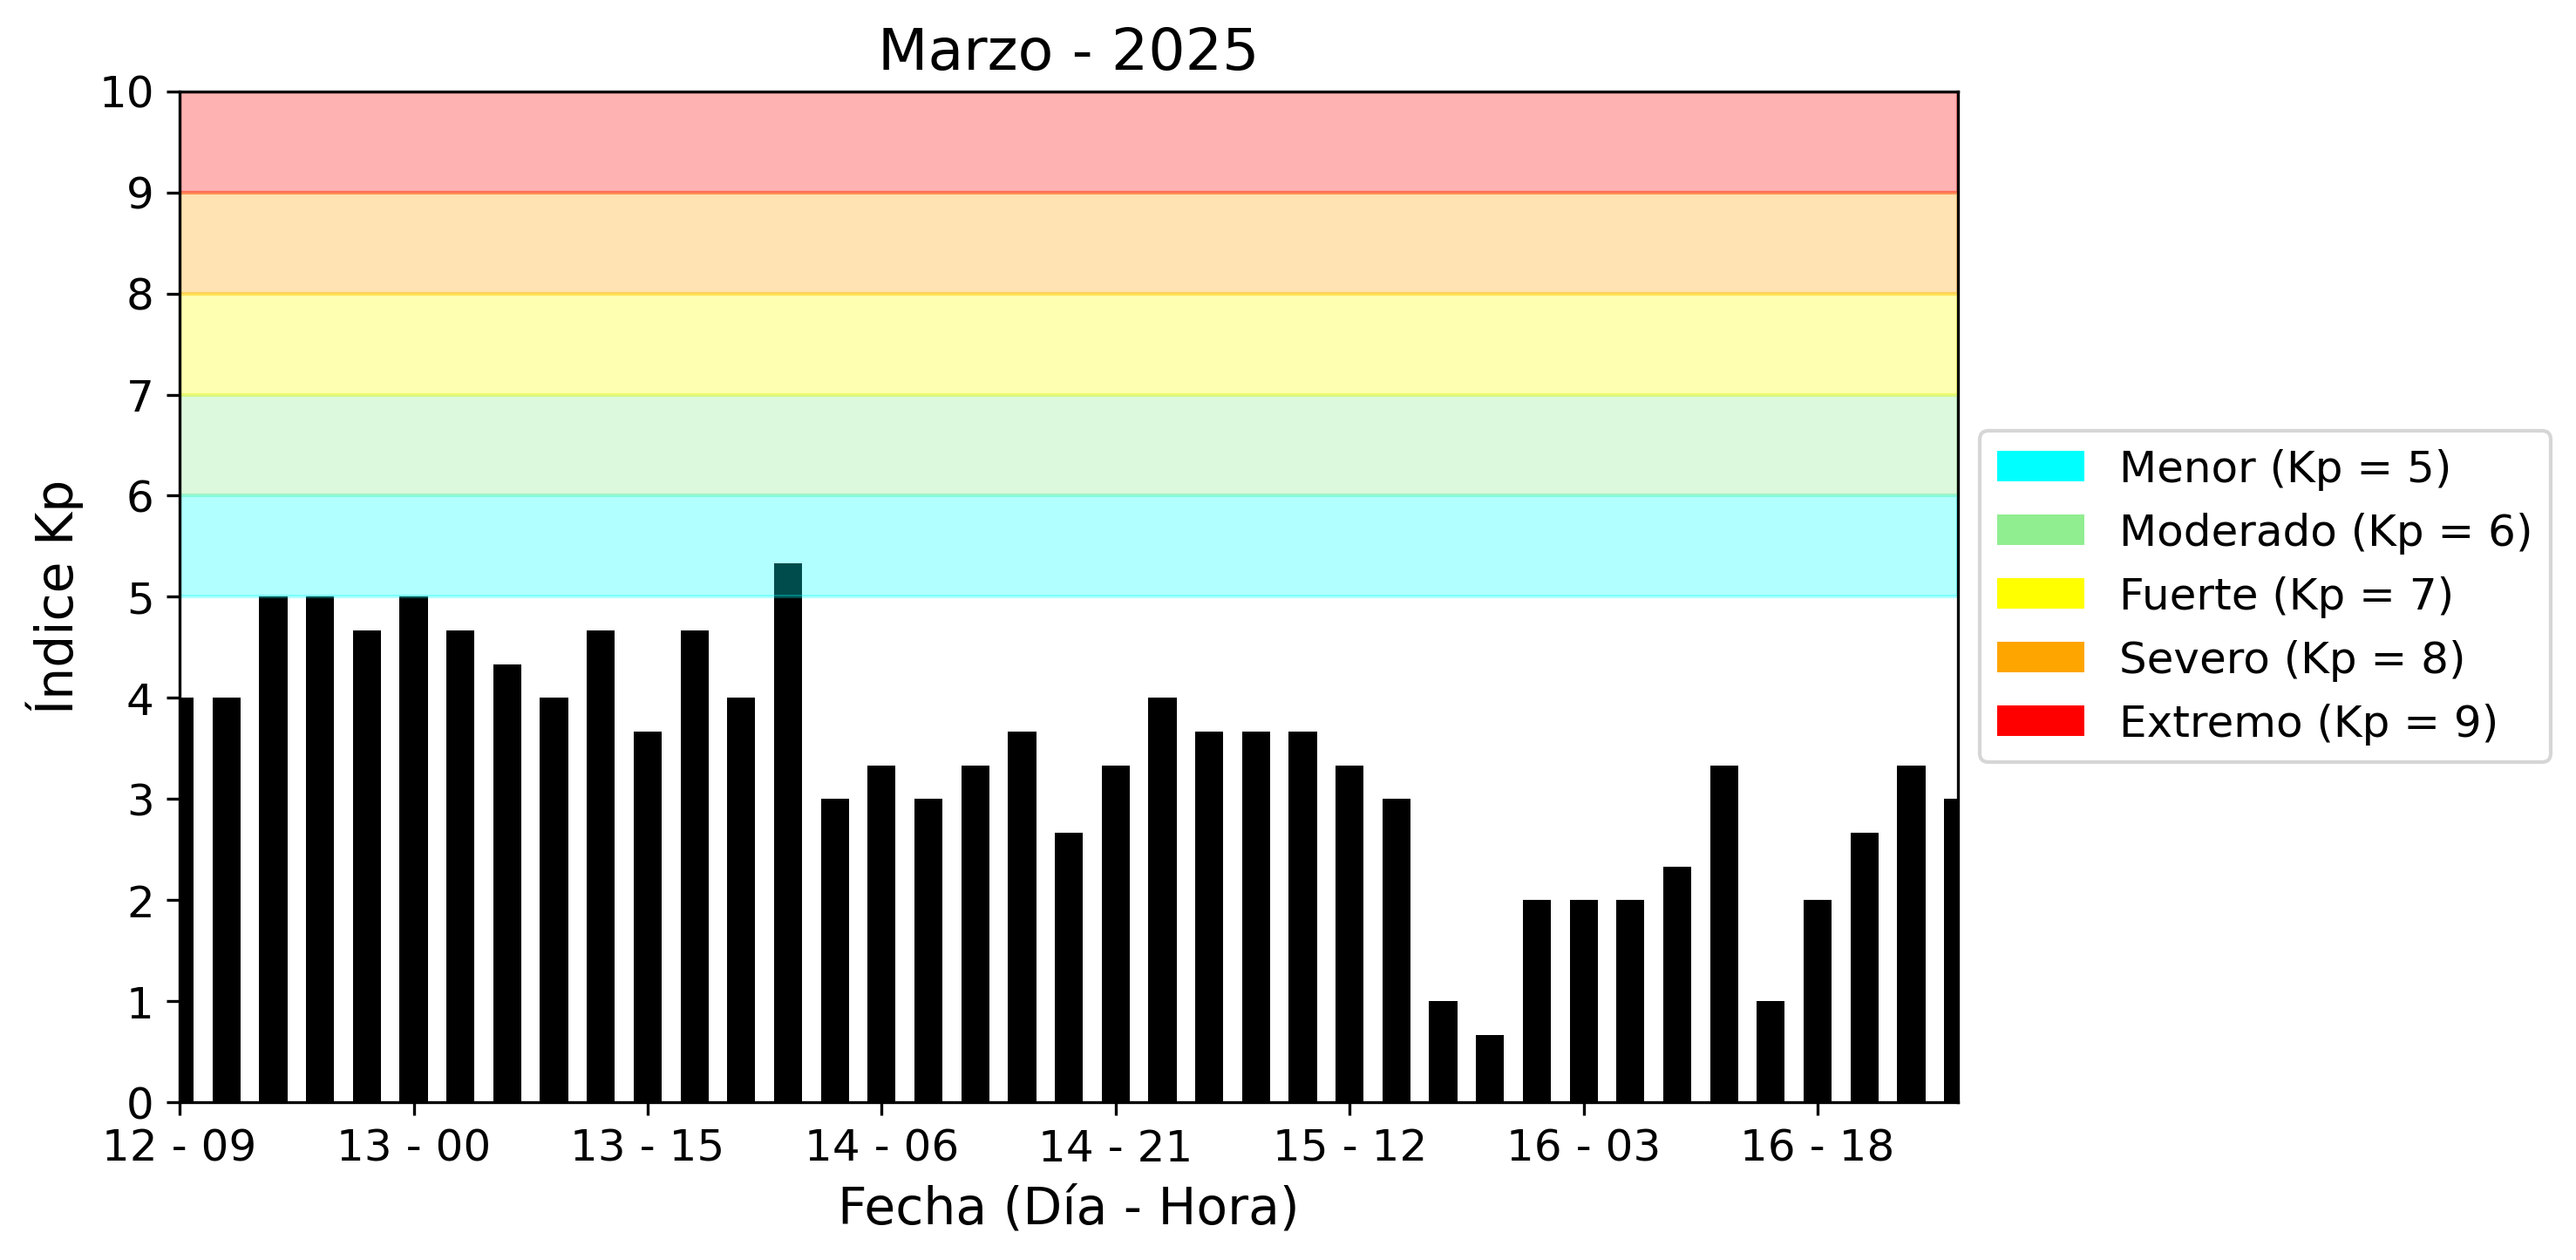 Marzo - 2025
10
9
8
7
6
5
4
3
2
1
0
Índice Kp
12 - 09
13 - 00
13 - 15
14 - 06
14 - 21
15 - 12
16 - 03
16 - 18
Fecha (Día - Hora)
Menor (Kp = 5)
Moderado (Kp = 6)
Fuerte (Kp = 7)
Severo (Kp = 8)
Extremo (Kp = 9)